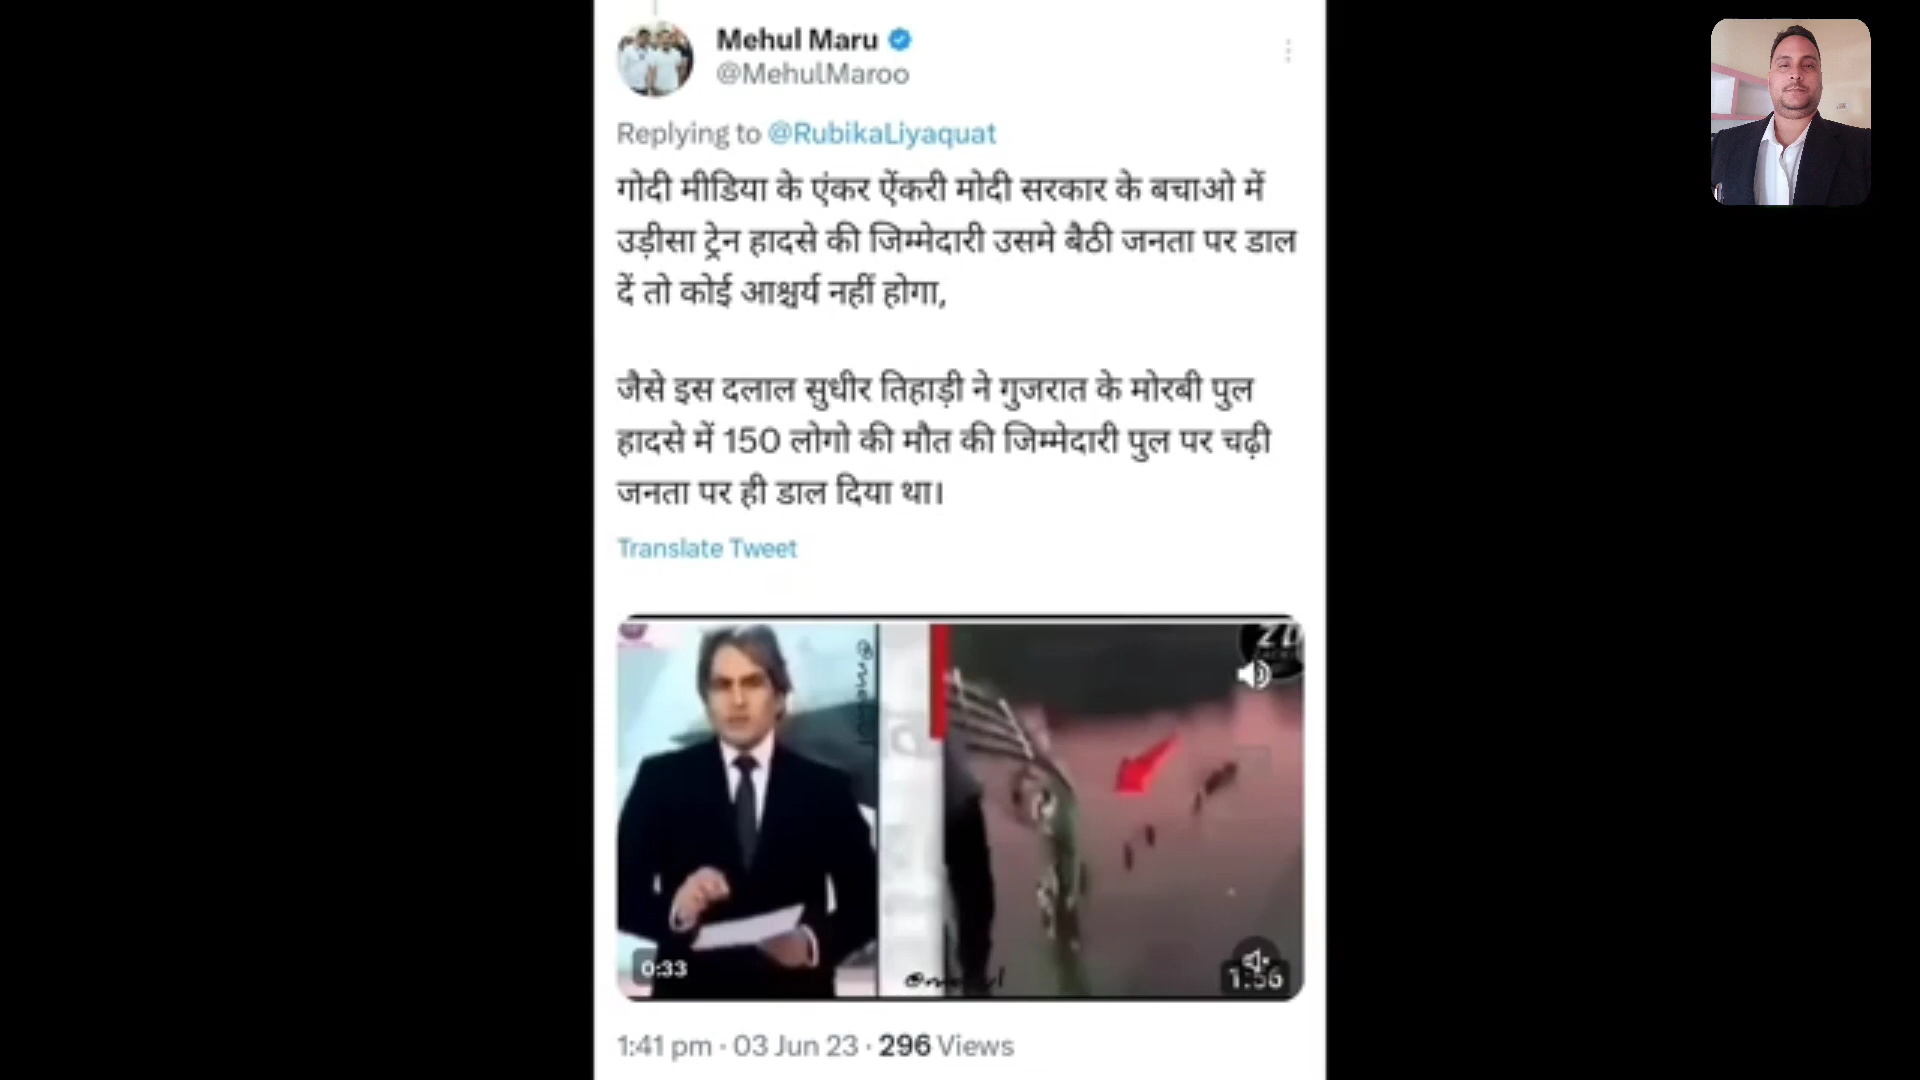 Mehul Maru
@MehulMaroo
Replying to @RubikaLiyaquat
गोदी मीडिया के एंकर ऐंकरी मोदी सरकार के बचाओ में
उड़ीसा ट्रेन हादसे की जिम्मेदारी उसमे बैठी जनता पर डाल
दें तो कोई आश्चर्य नहीं होगा,
जैसे इस दलाल सुधीर तिहाड़ी ने गुजरात के मोरबी पुल
हादसे में 150 लोगो की मौत की जिम्मेदारी पुल पर चढ़ी
जनता पर ही डाल दिया था।
Translate Tweet
0:33
1:41 pm · 03 Jun 23 · 296 Views